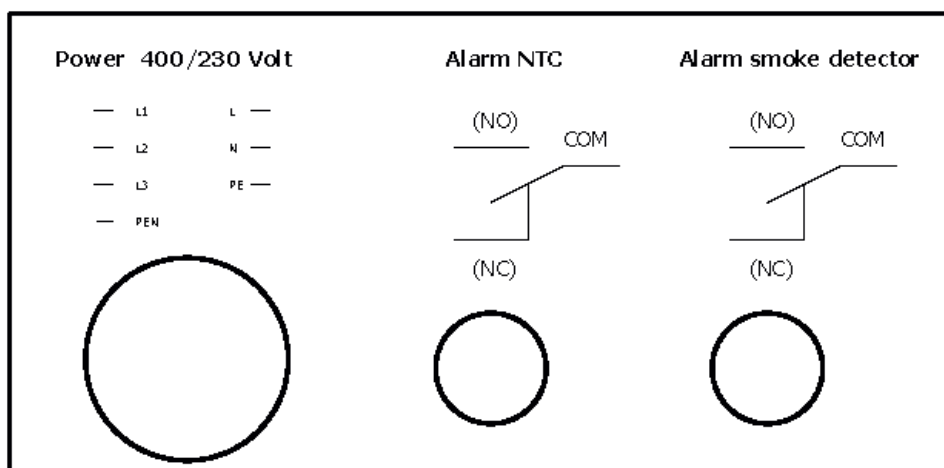 Power 400/230 Volt
L1 L
L2 N
L3 PE
PEN
Alarm NTC
(NO)
COM
(NC)
Alarm smoke detector
(NO)
COM
(NC)